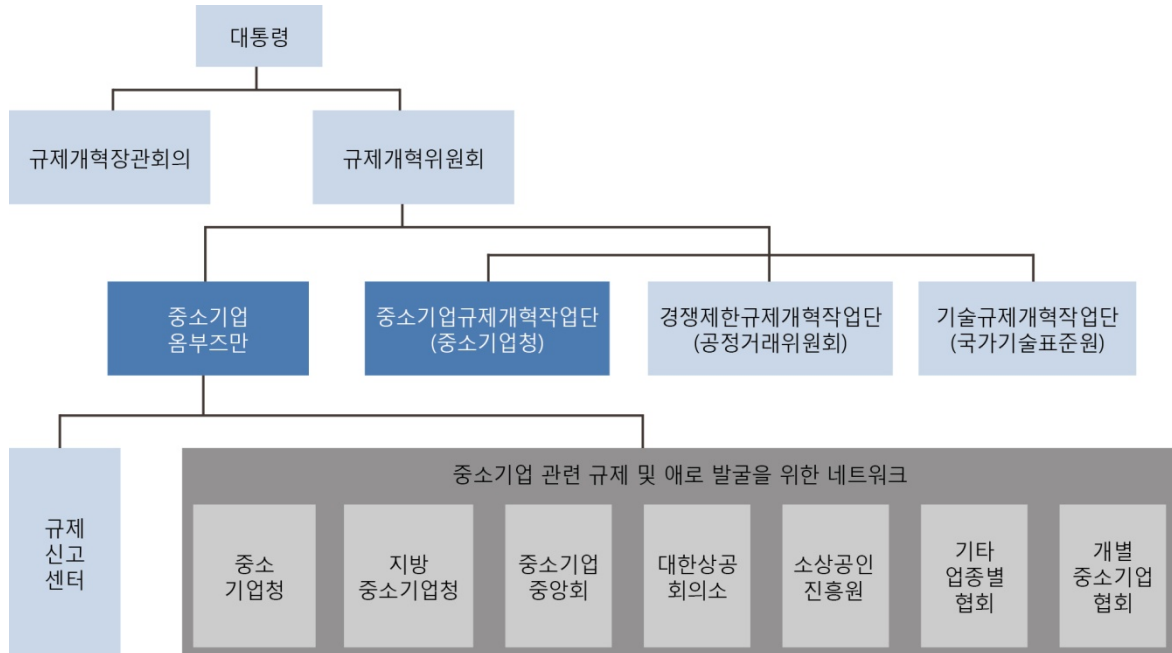 대통령
규제개혁장관회의
규제개혁위원회
중소기업
옴부즈만
중소기업규제개혁작업단
(중소기업청)
경쟁제한규제개혁작업단
(공정거래위원회)
기술규제개혁작업단
(국가기술표준원)
규제
신고
센터
중소기업 관련 규제 및 애로 발굴을 위한 네트워크
중소
기업청
지방
중소기업청
중소기업
중앙회
대한상공
회의소
소상공인
진흥원
기타
업종별
협회
개별
중소기업
협회